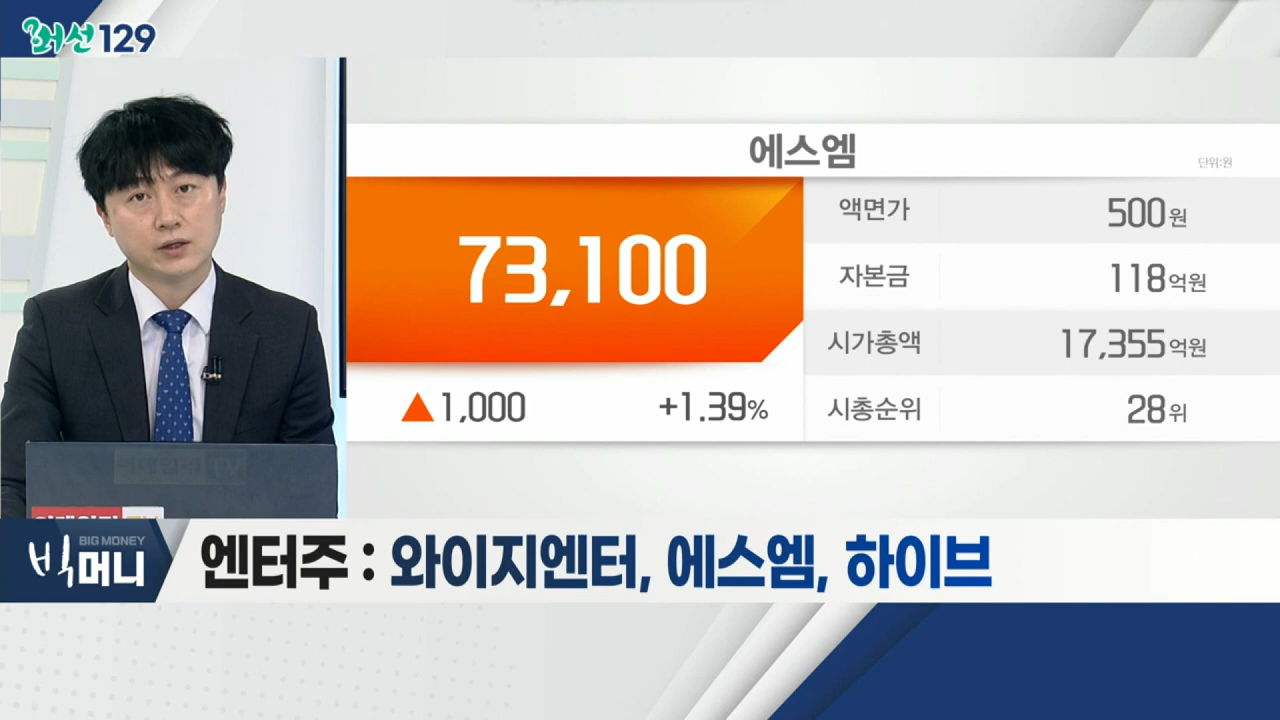 머선129
에스엠
단위:원
73,100
▲1,000 +1.39%
액면가 500원
자본금 118억원
시가총액 17,355억원
시총순위 28위
BIG MONEY
빅머니
엔터주 : 와이지엔터, 에스엠, 하이브